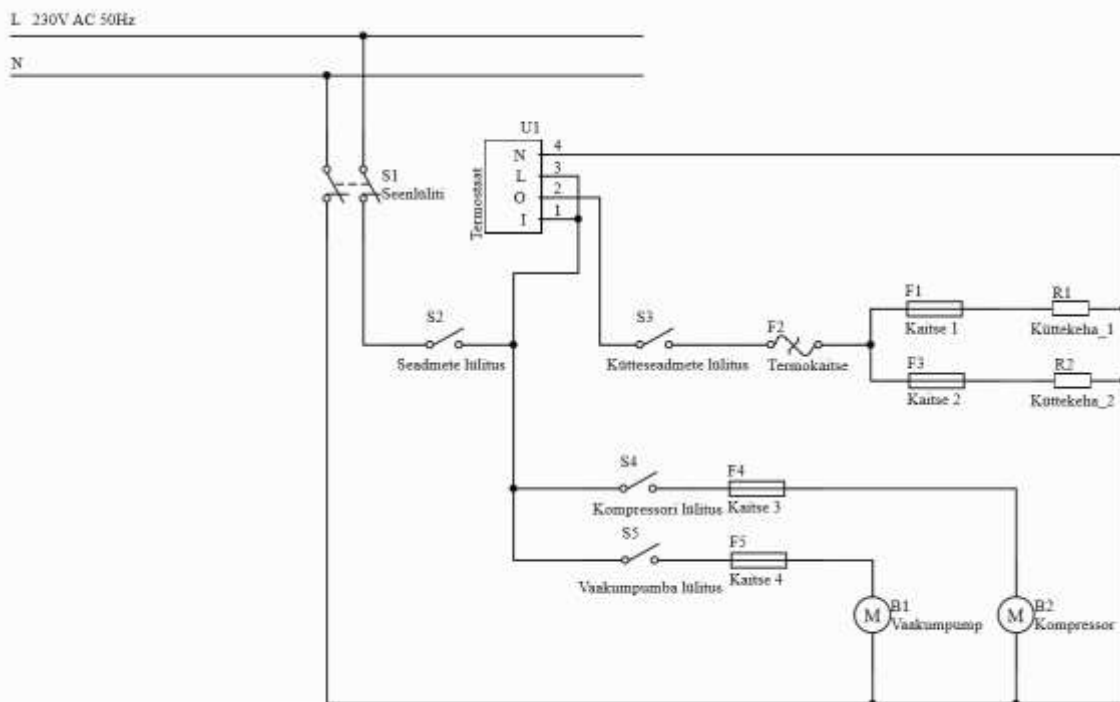 L 230V AC 50Hz
N
U1
Termostaat
N 4
L 3
O 2
I 1
S1
Seenlüliti
S2
Seadmete lülitus
S3
Kütteseadmete lülitus
F2
Termokaitse
F1
Kaitse 1
R1
Küttekeha_1
F3
Kaitse 2
R2
Küttekeha_2
S4
Kompressori lülitus
F4
Kaitse 3
S5
Vaakumpumba lülitus
F5
Kaitse 4
M
B1
Vaakumpump
M
B2
Kompressor